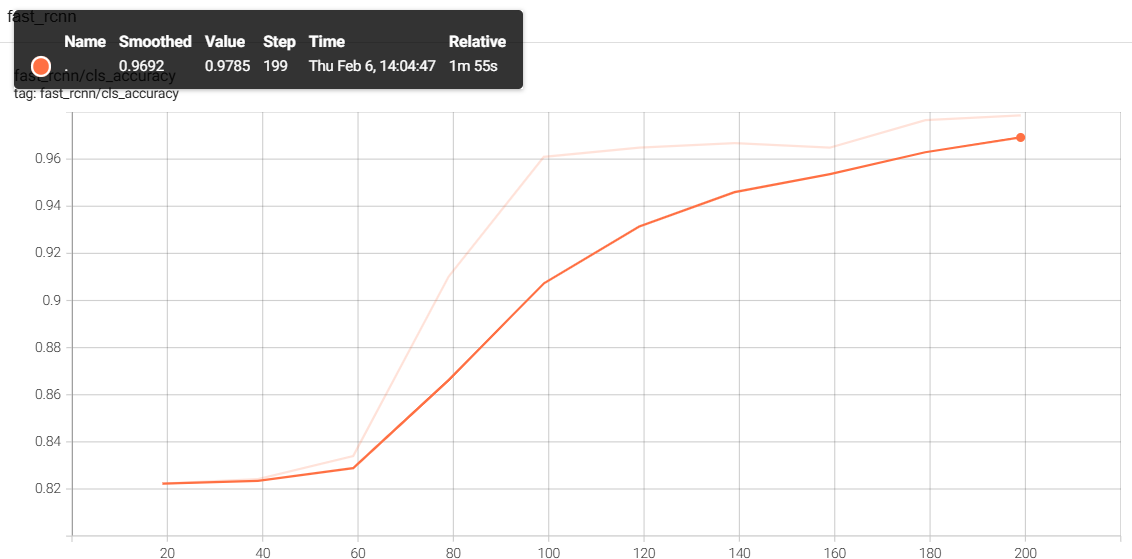 fast_rcnn
Name Smoothed Value Step Time Relative
. 0.9692 0.9785 199 Thu Feb 6, 14:04:47 1m 55s
fast_rcnn/cls_accuracy
tag: fast_rcnn/cls_accuracy
0.96
0.94
0.92
0.9
0.88
0.86
0.84
0.82
20 40 60 80 100 120 140 160 180 200